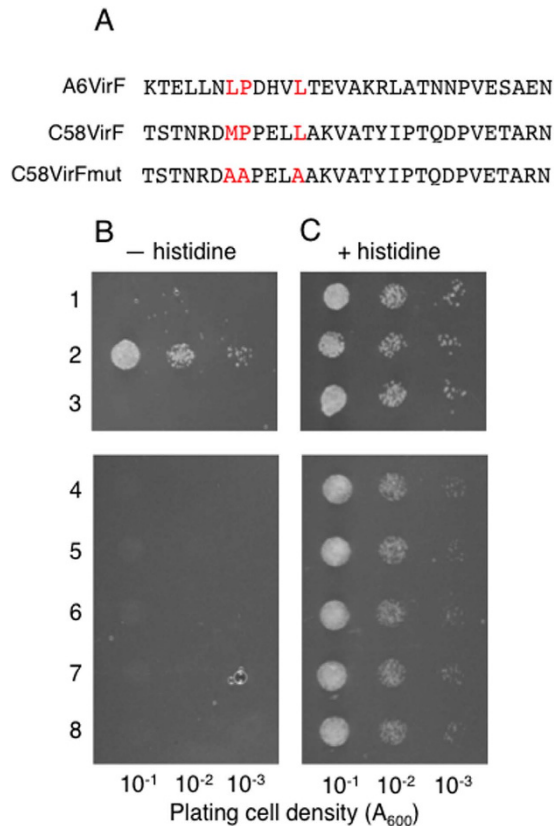 A
A6VirF KTELLNLPDHVLTEVAKRLATNNPVESAEN
C58VirF TSTNRDMPPELLAKVATYIPTQDPVETARN
C58VirFmut TSTNRDAAPELAAKVATYIPTQDPVETARN
B C
— histidine + histidine
1
2
3
4
5
6
7
8
10-1 10-2 10-3 10-1 10-2 10-3
Plating cell density (A600)